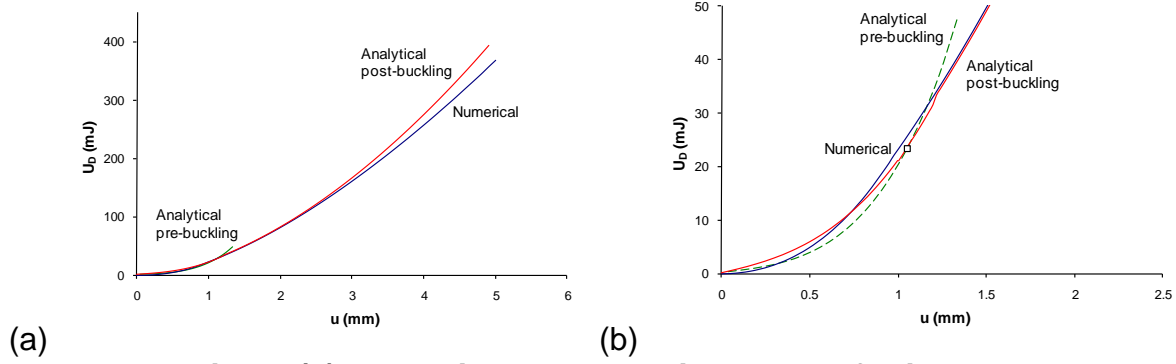 400
300
200
100
0
U_D (mJ)
Analytical
post-buckling
Numerical
Analytical
pre-buckling
0 1 2 3 4 5 6
u (mm)
(a)
50
40
30
20
10
0
U_D (mJ)
Analytical
pre-buckling
Analytical
post-buckling
Numerical
0 0.5 1 1.5 2 2.5
u (mm)
(b)